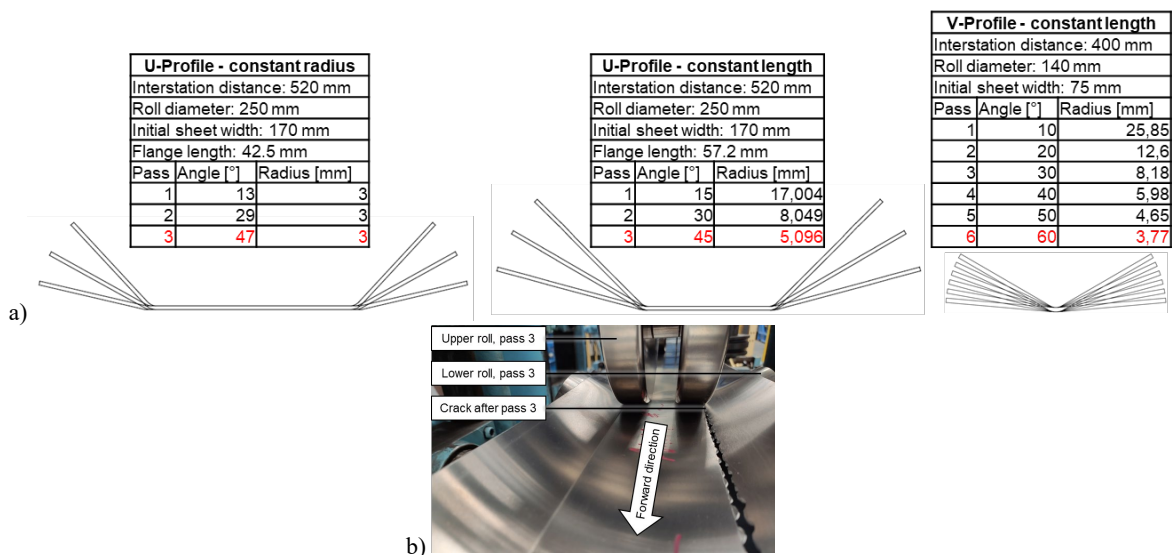 U-Profile - constant radius
Interstation distance: 520 mm
Roll diameter: 250 mm
Initial sheet width: 170 mm
Flange length: 42.5 mm
Pass Angle [°] Radius [mm]
1 13 3
2 29 3
3 47 3
U-Profile - constant length
Interstation distance: 520 mm
Roll diameter: 250 mm
Initial sheet width: 170 mm
Flange length: 57.2 mm
Pass Angle [°] Radius [mm]
1 15 17,004
2 30 8,049
3 45 5,096
V-Profile - constant length
Interstation distance: 400 mm
Roll diameter: 140 mm
Initial sheet width: 75 mm
Pass Angle [°] Radius [mm]
1 10 25,85
2 20 12,6
3 30 8,18
4 40 5,98
5 50 4,65
6 60 3,77
a)
Upper roll, pass 3
Lower roll, pass 3
Crack after pass 3
Forward direction
b)